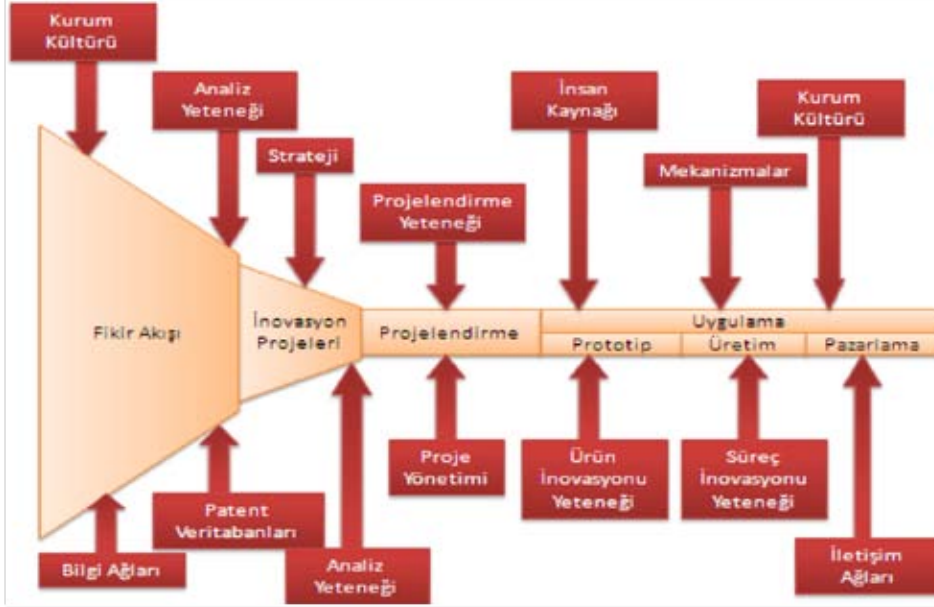 Kurum
Kültürü
Analiz
Yeteneği
Strateji
Projelendirme
Yeteneği
İnsan
Kaynağı
Mekanizmalar
Kurum
Kültürü
Fikir Akışı
İnovasyon
Projeleri
Projelendirme
Uygulama
Prototip
Üretim
Pazarlama
Bilgi Ağları
Patent
Veritabanları
Analiz
Yeteneği
Proje
Yönetimi
Ürün
İnovasyonu
Yeteneği
Süreç
İnovasyonu
Yeteneği
İletişim
Ağları